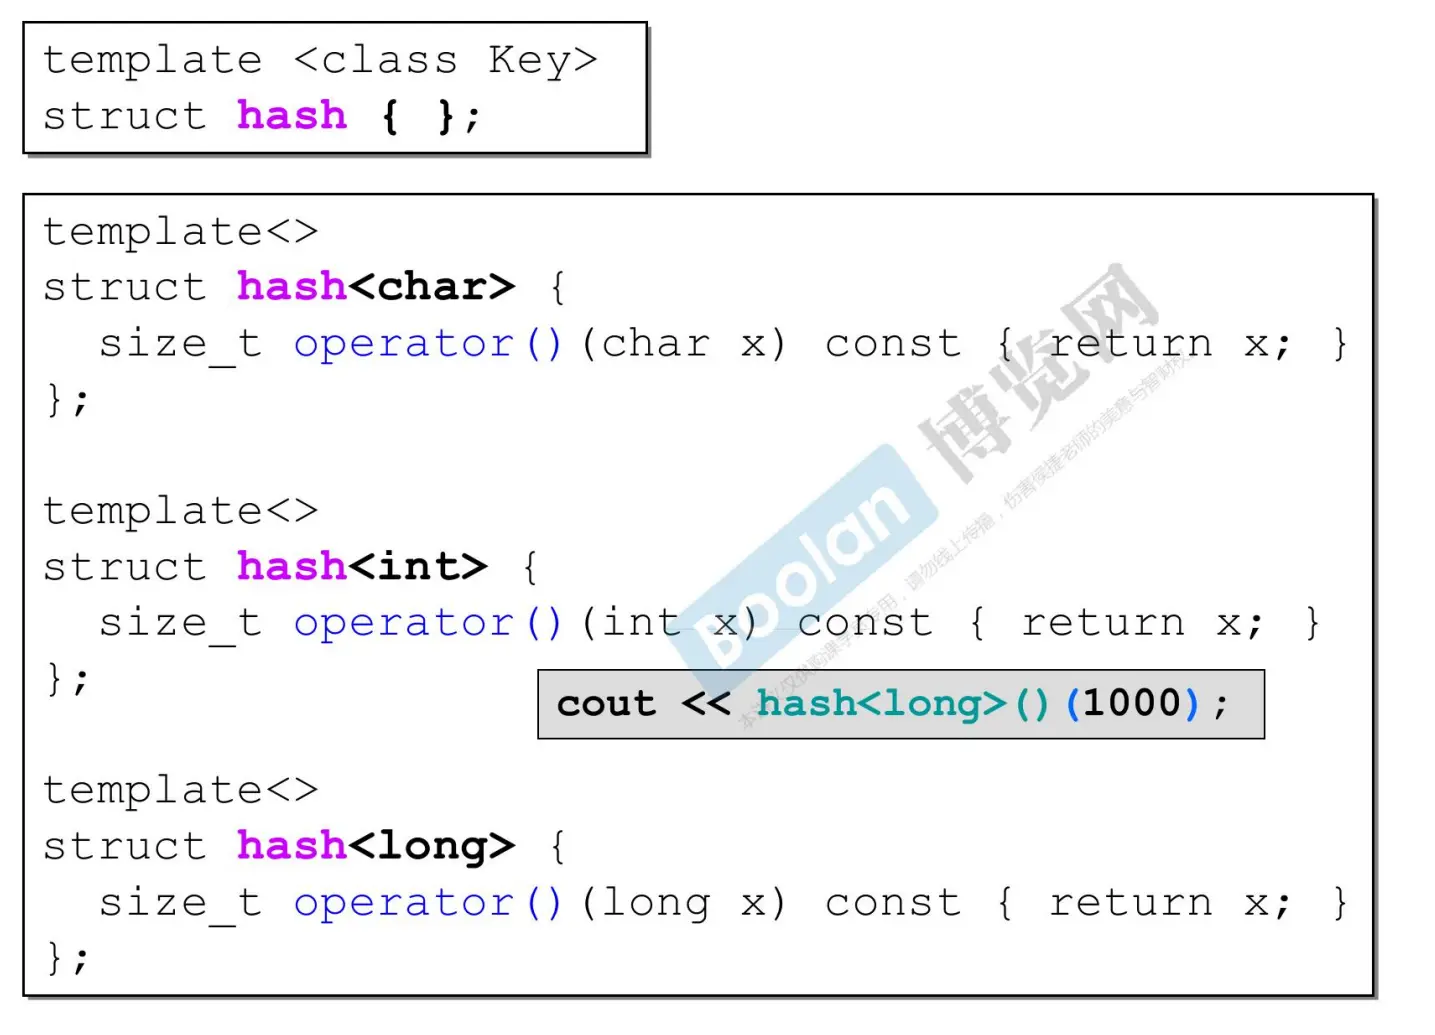 template <class Key>
struct hash { };
template<>
struct hash<char> {
size_t operator()(char x) const { return x; }
};
template<>
struct hash<int> {
size_t operator()(int x) const { return x; }
};
cout << hash<long>()(1000);
template<>
struct hash<long> {
size_t operator()(long x) const { return x; }
};
Boolan 博览网